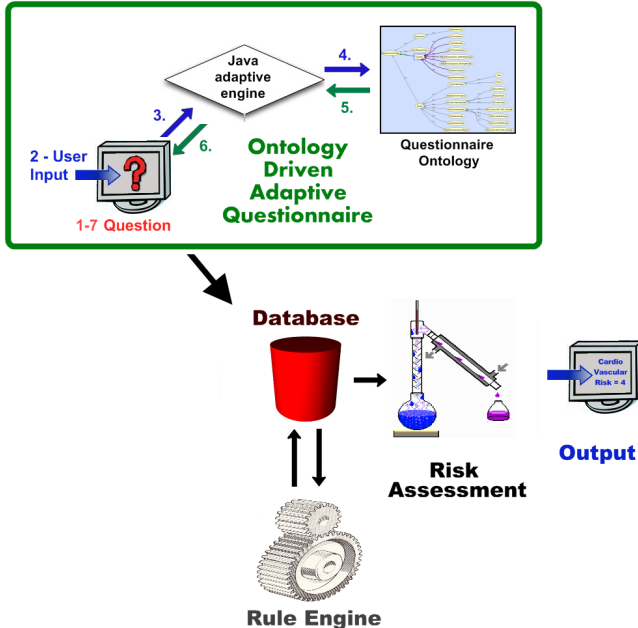 Java
adaptive
engine
4.
5.
3.
6.
Questionnaire
Ontology
2 - User
Input
?
1-7 Question
Ontology
Driven
Adaptive
Questionnaire
Database
Cardio
Vascular
Risk = 4
Output
Risk
Assessment
Rule Engine